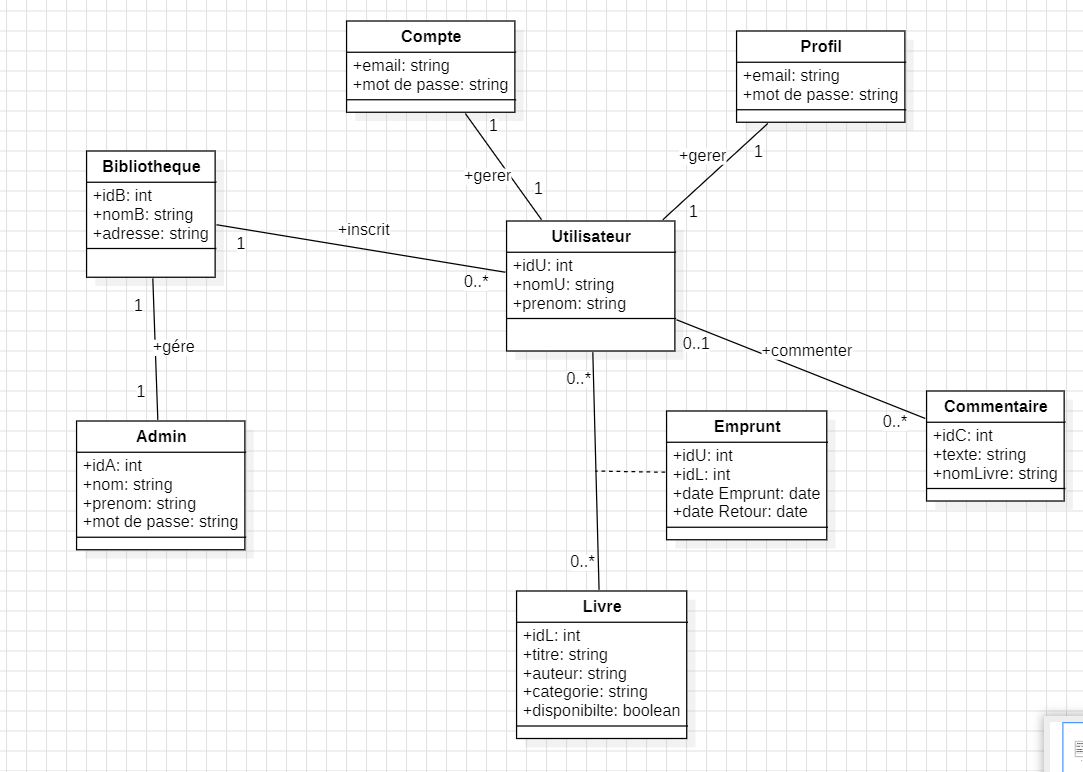 Compte
+email: string
+mot de passe: string
Profil
+email: string
+mot de passe: string
1
+gerer
1
+gerer
1
1
Bibliotheque
+idB: int
+nomB: string
+adresse: string
1
+inscrit
0..*
Utilisateur
+idU: int
+nomU: string
+prenom: string
1
+gére
1
0..1
+commenter
0..*
Commentaire
+idC: int
+texte: string
+nomLivre: string
Admin
+idA: int
+nom: string
+prenom: string
+mot de passe: string
0..*
Emprunt
+idU: int
+idL: int
+date Emprunt: date
+date Retour: date
0..*
Livre
+idL: int
+titre: string
+auteur: string
+categorie: string
+disponibilte: boolean